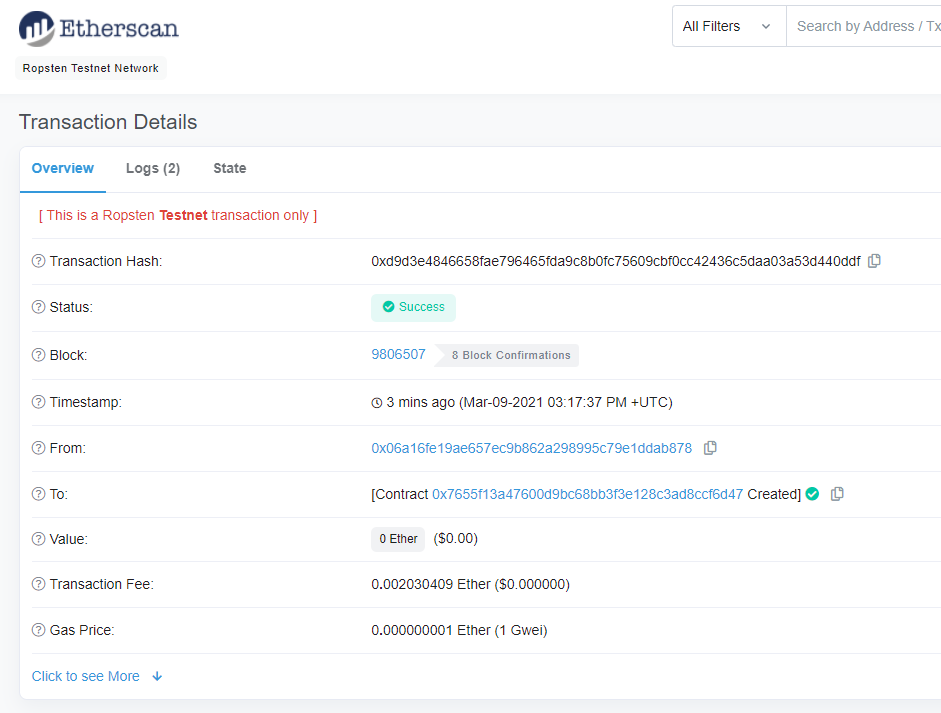 Etherscan
All Filters
Search by Address / Tx
Ropsten Testnet Network
Transaction Details
Overview Logs (2) State
[ This is a Ropsten Testnet transaction only ]
Transaction Hash: 0xd9d3e4846658fae796465fda9c8b0fc75609cbf0cc42436c5daa03a53d440ddf
Status: Success
Block: 9806507 8 Block Confirmations
Timestamp: 3 mins ago (Mar-09-2021 03:17:37 PM +UTC)
From: 0x06a16fe19ae657ec9b862a298995c79e1ddab878
To: [Contract 0x7655f13a47600d9bc68bb3f3e128c3ad8ccf6d47 Created]
Value: 0 Ether ($0.00)
Transaction Fee: 0.002030409 Ether ($0.000000)
Gas Price: 0.000000001 Ether (1 Gwei)
Click to see More